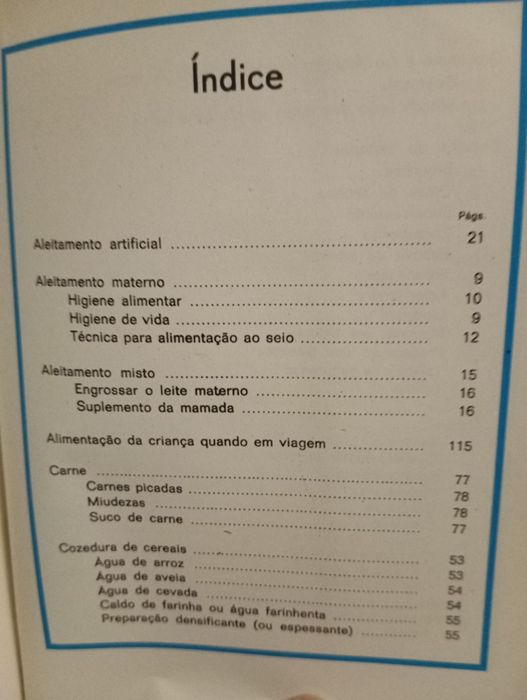 Índice
Págs.
Aleitamento artificial ........................................ 21
Aleitamento materno ........................................ 9
Higiene alimentar ........................................ 10
Higiene de vida ........................................ 9
Técnica para alimentação ao seio .................... 12
Aleitamento misto ........................................ 15
Engrossar o leite materno ............................ 16
Suplemento da mamada ............................ 16
Alimentação da criança quando em viagem ................ 115
Carne ........................................ 77
Carnes picadas ........................................ 78
Miudezas ........................................ 78
Suco de carne ........................................ 77
Cozedura de cereais ........................................ 53
Água de arroz ........................................ 53
Água de aveia ........................................ 54
Água de cevada ........................................ 54
Caldo de farinha ou água farinhenta .................... 55
Preparação densificante (ou espessante) ............ 55